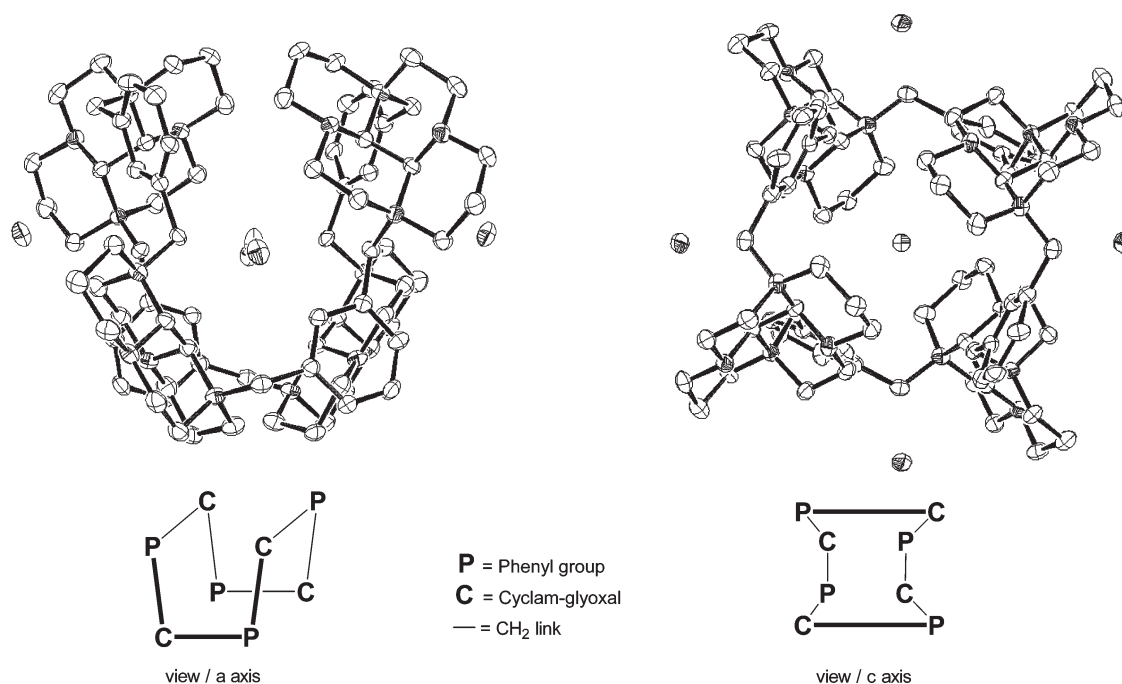 C P
P C
P C
C P
view / a axis
P = Phenyl group
C = Cyclam-glyoxal
— = CH2 link
P C
C P
P C
C P
view / c axis